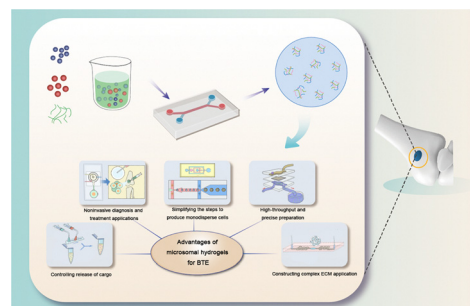 Noninvasive diagnosis and
treatment applications
Simplifying the steps to
produce monodisperse cells
High-throughput and
precise preparation
Controlling release of cargo
Advantages of
microsomal hydrogels
for BTE
Constructing complex ECM application